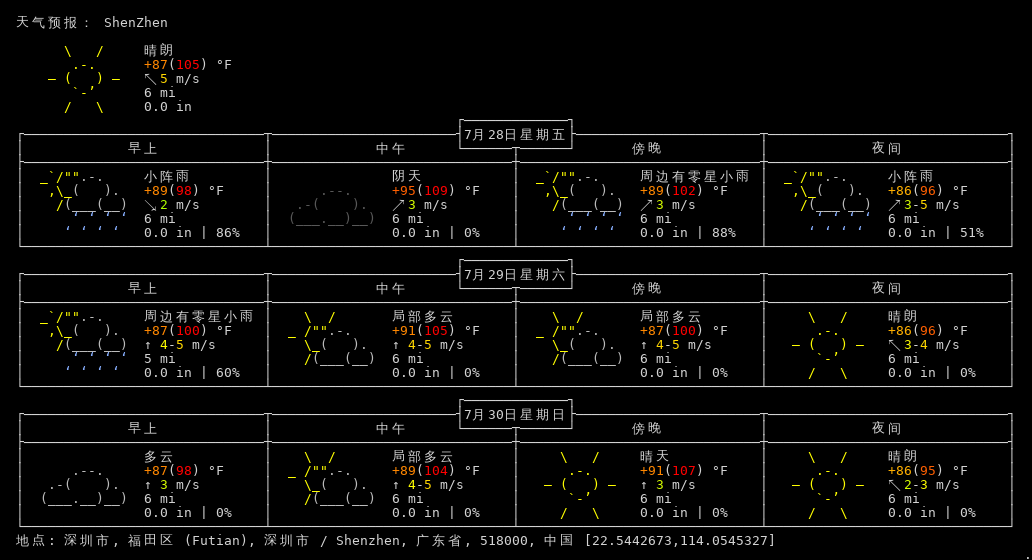 天气预报： ShenZhen
晴朗
+87(105) °F
↖5 m/s
6 mi
0.0 in
7月28日星期五
早上 中午 傍晚 夜间
小阵雨 阴天 周边有零星小雨 小阵雨
+89(98) °F +95(109) °F +89(102) °F +86(96) °F
↘2 m/s ↗3 m/s ↗3 m/s ↗3-5 m/s
6 mi 6 mi 6 mi 6 mi
0.0 in | 86% 0.0 in | 0% 0.0 in | 88% 0.0 in | 51%
7月29日星期六
早上 中午 傍晚 夜间
周边有零星小雨 局部多云 局部多云 晴朗
+87(100) °F +91(105) °F +87(100) °F +86(96) °F
↑ 4-5 m/s ↑ 4-5 m/s ↑ 4-5 m/s ↖3-4 m/s
5 mi 6 mi 6 mi 6 mi
0.0 in | 60% 0.0 in | 0% 0.0 in | 0% 0.0 in | 0%
7月30日星期日
早上 中午 傍晚 夜间
多云 局部多云 晴天 晴朗
+87(98) °F +89(104) °F +91(107) °F +86(95) °F
↑ 3 m/s ↑ 4-5 m/s ↑ 3 m/s ↖2-3 m/s
6 mi 6 mi 6 mi 6 mi
0.0 in | 0% 0.0 in | 0% 0.0 in | 0% 0.0 in | 0%
地点: 深圳市, 福田区 (Futian), 深圳市 / Shenzhen, 广东省, 518000, 中国 [22.5442673,114.0545327]